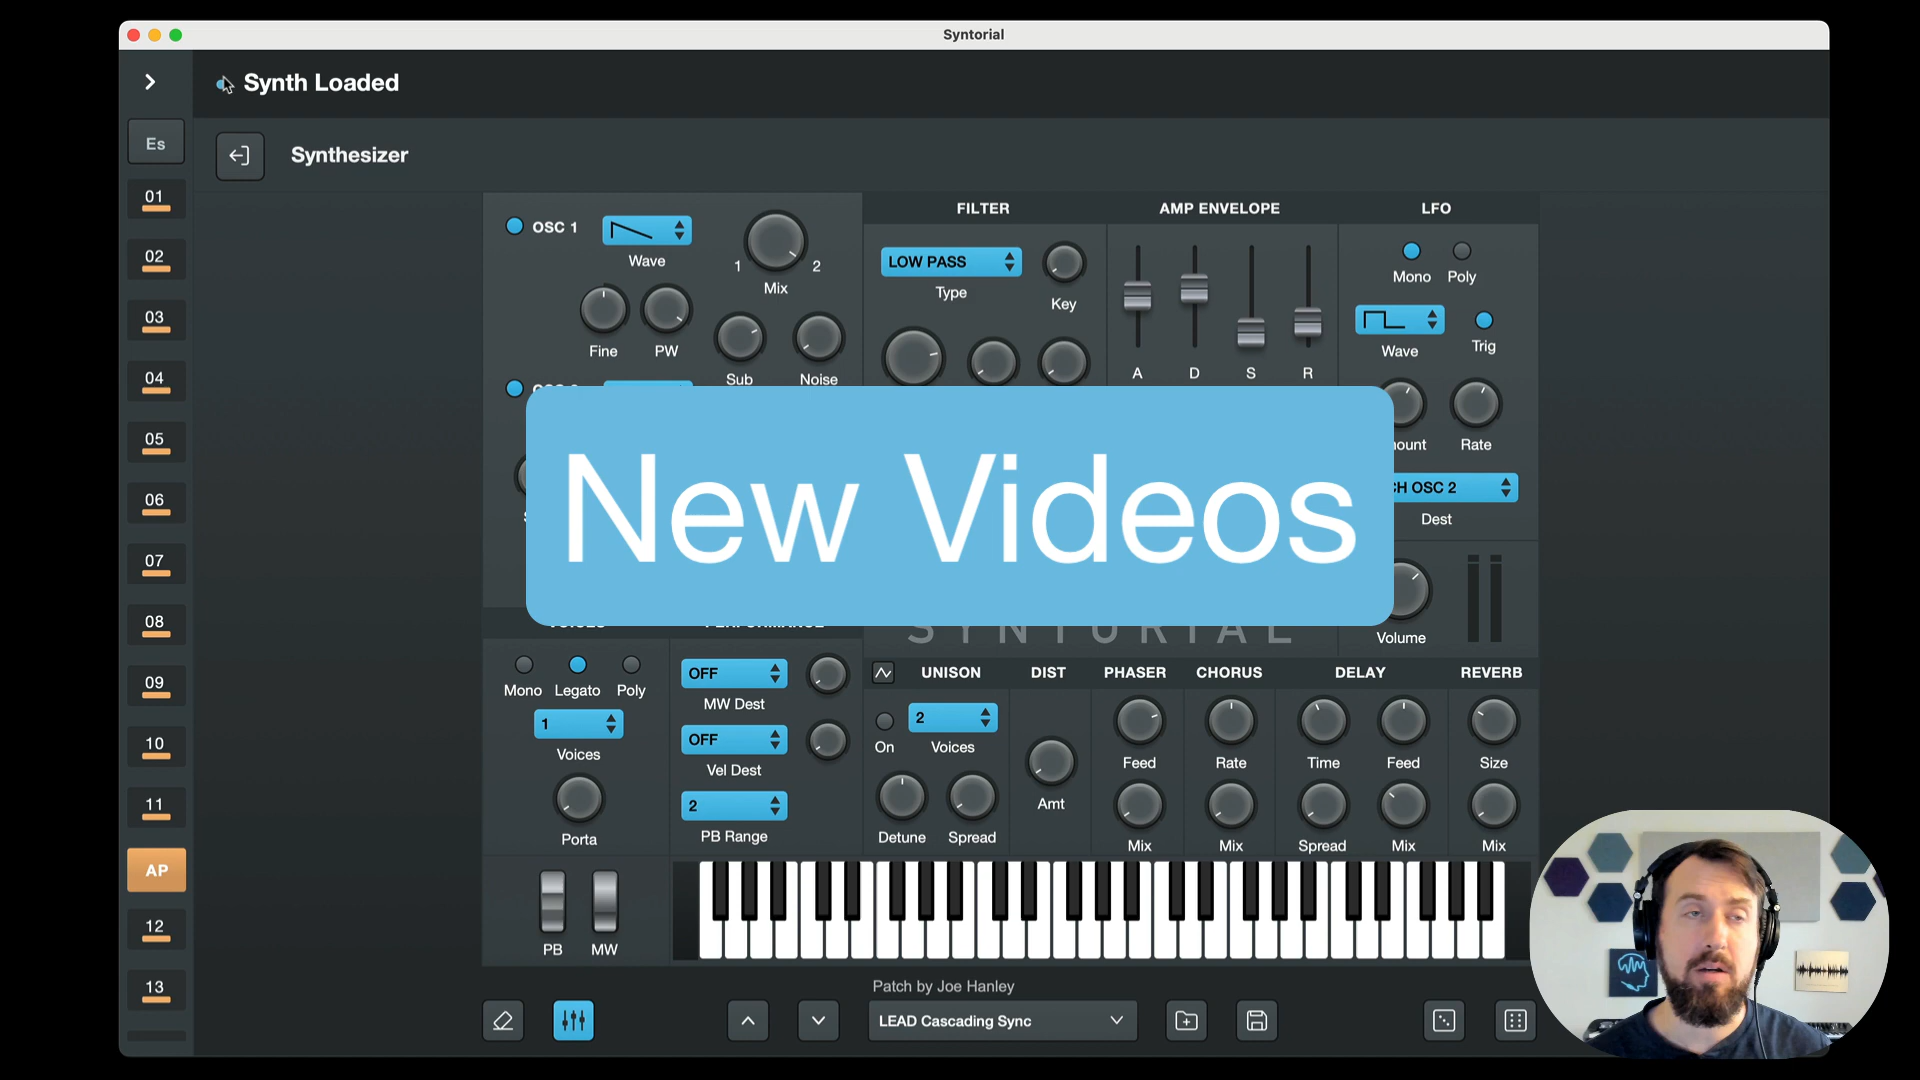 Syntorial
Synth Loaded
Es
Synthesizer
01
02
03
04
05
06
07
08
09
10
11
AP
12
13
OSC 1
Wave
1
2
Mix
Fine
PW
Sub
Noise
FILTER
LOW PASS
Type
Key
AMP ENVELOPE
A
D
S
R
LFO
Mono
Poly
Wave
Trig
Rate
OSC 2
Dest
New Videos
Volume
SYNTORIAL
Mono
Legato
Poly
1
Voices
Porta
OFF
MW Dest
OFF
Vel Dest
2
PB Range
UNISON
On
2
Voices
Detune
Spread
DIST
Amt
PHASER
Feed
Mix
CHORUS
Rate
Mix
DELAY
Time
Feed
Spread
Mix
REVERB
Size
Mix
PB
MW
Patch by Joe Hanley
LEAD Cascading Sync